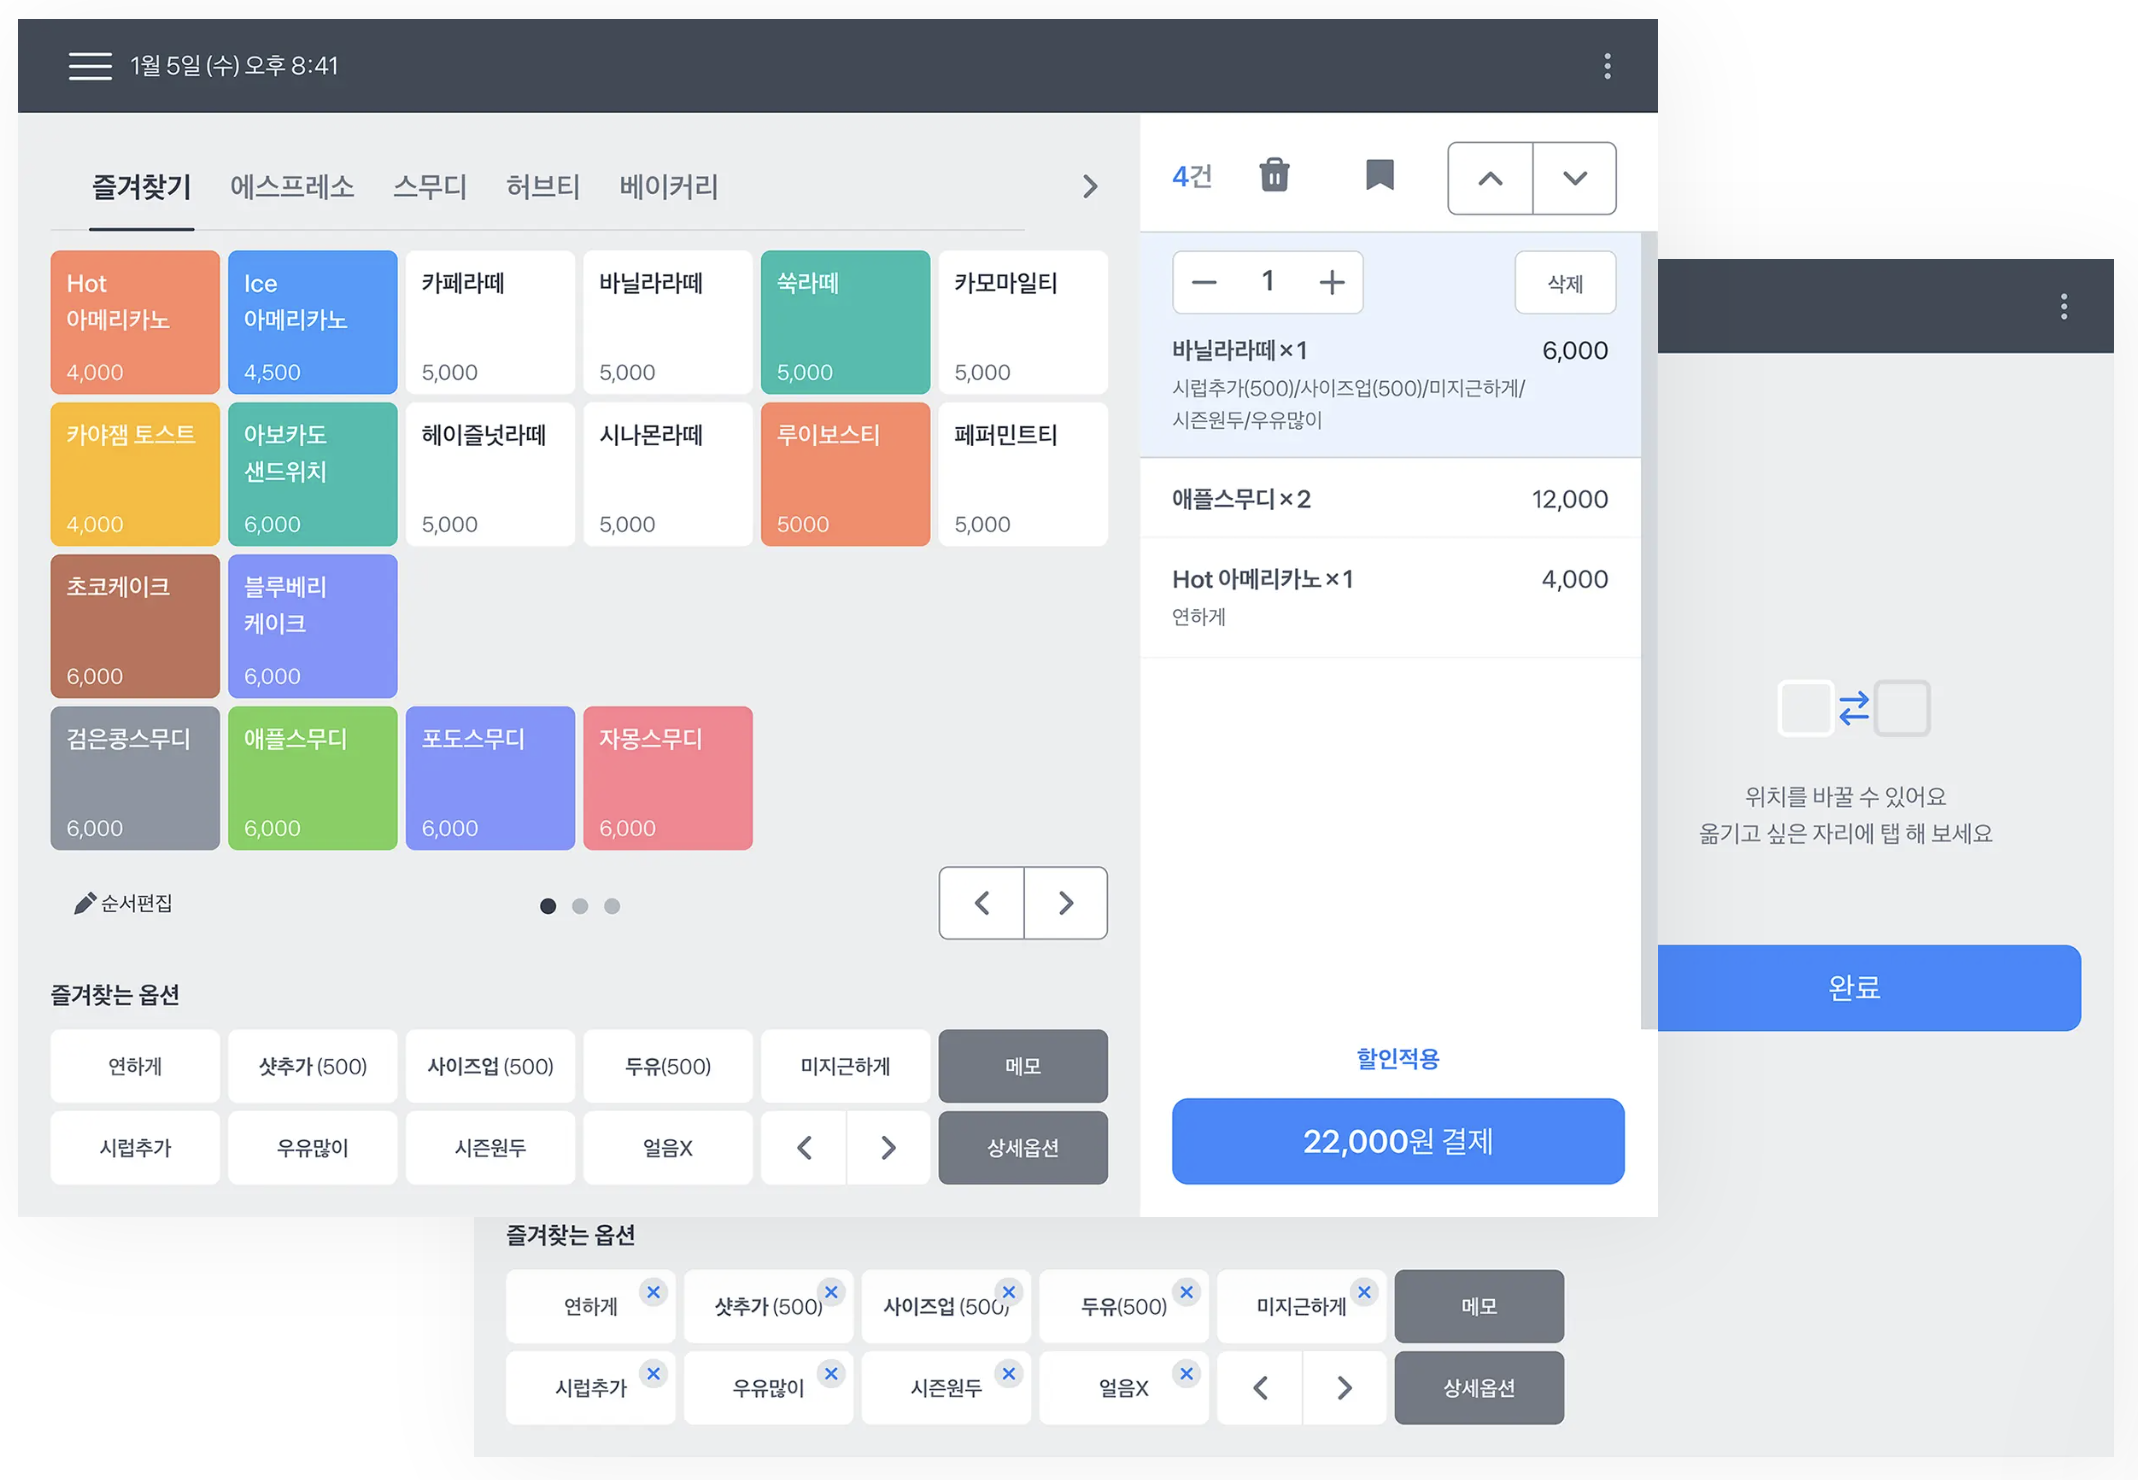 1월 5일 (수) 오후 8:41
즐겨찾기 에스프레소 스무디 허브티 베이커리
Hot
아메리카노
4,000
Ice
아메리카노
4,500
카페라떼
5,000
바닐라라떼
5,000
쑥라떼
5,000
카모마일티
5,000
카야잼 토스트
4,000
아보카도
샌드위치
6,000
헤이즐넛라떼
5,000
시나몬라떼
5,000
루이보스티
5000
페퍼민트티
5,000
초코케이크
6,000
블루베리
케이크
6,000
검은콩스무디
6,000
애플스무디
6,000
포도스무디
6,000
자몽스무디
6,000
순서편집
즐겨찾는 옵션
연하게
샷추가 (500)
사이즈업 (500)
두유(500)
미지근하게
메모
시럽추가
우유많이
시즌원두
얼음X
상세옵션
4건
1
삭제
바닐라라떼×1 6,000
시럽추가(500)/사이즈업(500)/미지근하게/
시즌원두/우유많이
애플스무디×2 12,000
Hot 아메리카노×1 4,000
연하게
할인적용
22,000원 결제
위치를 바꿀 수 있어요
옮기고 싶은 자리에 탭 해 보세요
완료
즐겨찾는 옵션
연하게
샷추가 (500)
사이즈업 (500)
두유(500)
미지근하게
메모
시럽추가
우유많이
시즌원두
얼음X
상세옵션